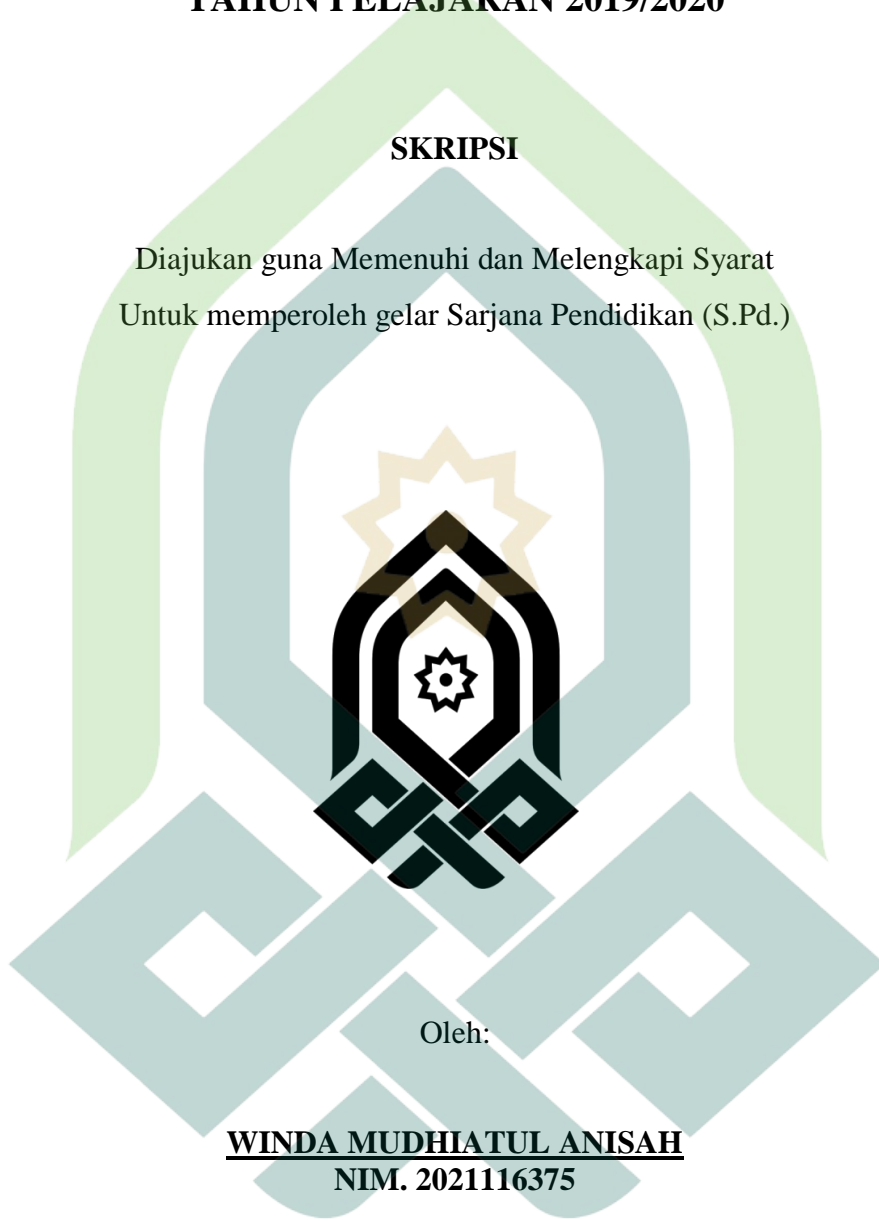 TAHUN PELAJARAN 2019/2020
SKRIPSI
Diajukan guna Memenuhi dan Melengkapi Syarat
Untuk memperoleh gelar Sarjana Pendidikan (S.Pd.)
Oleh:
WINDA MUDHIATUL ANISAH
NIM. 2021116375